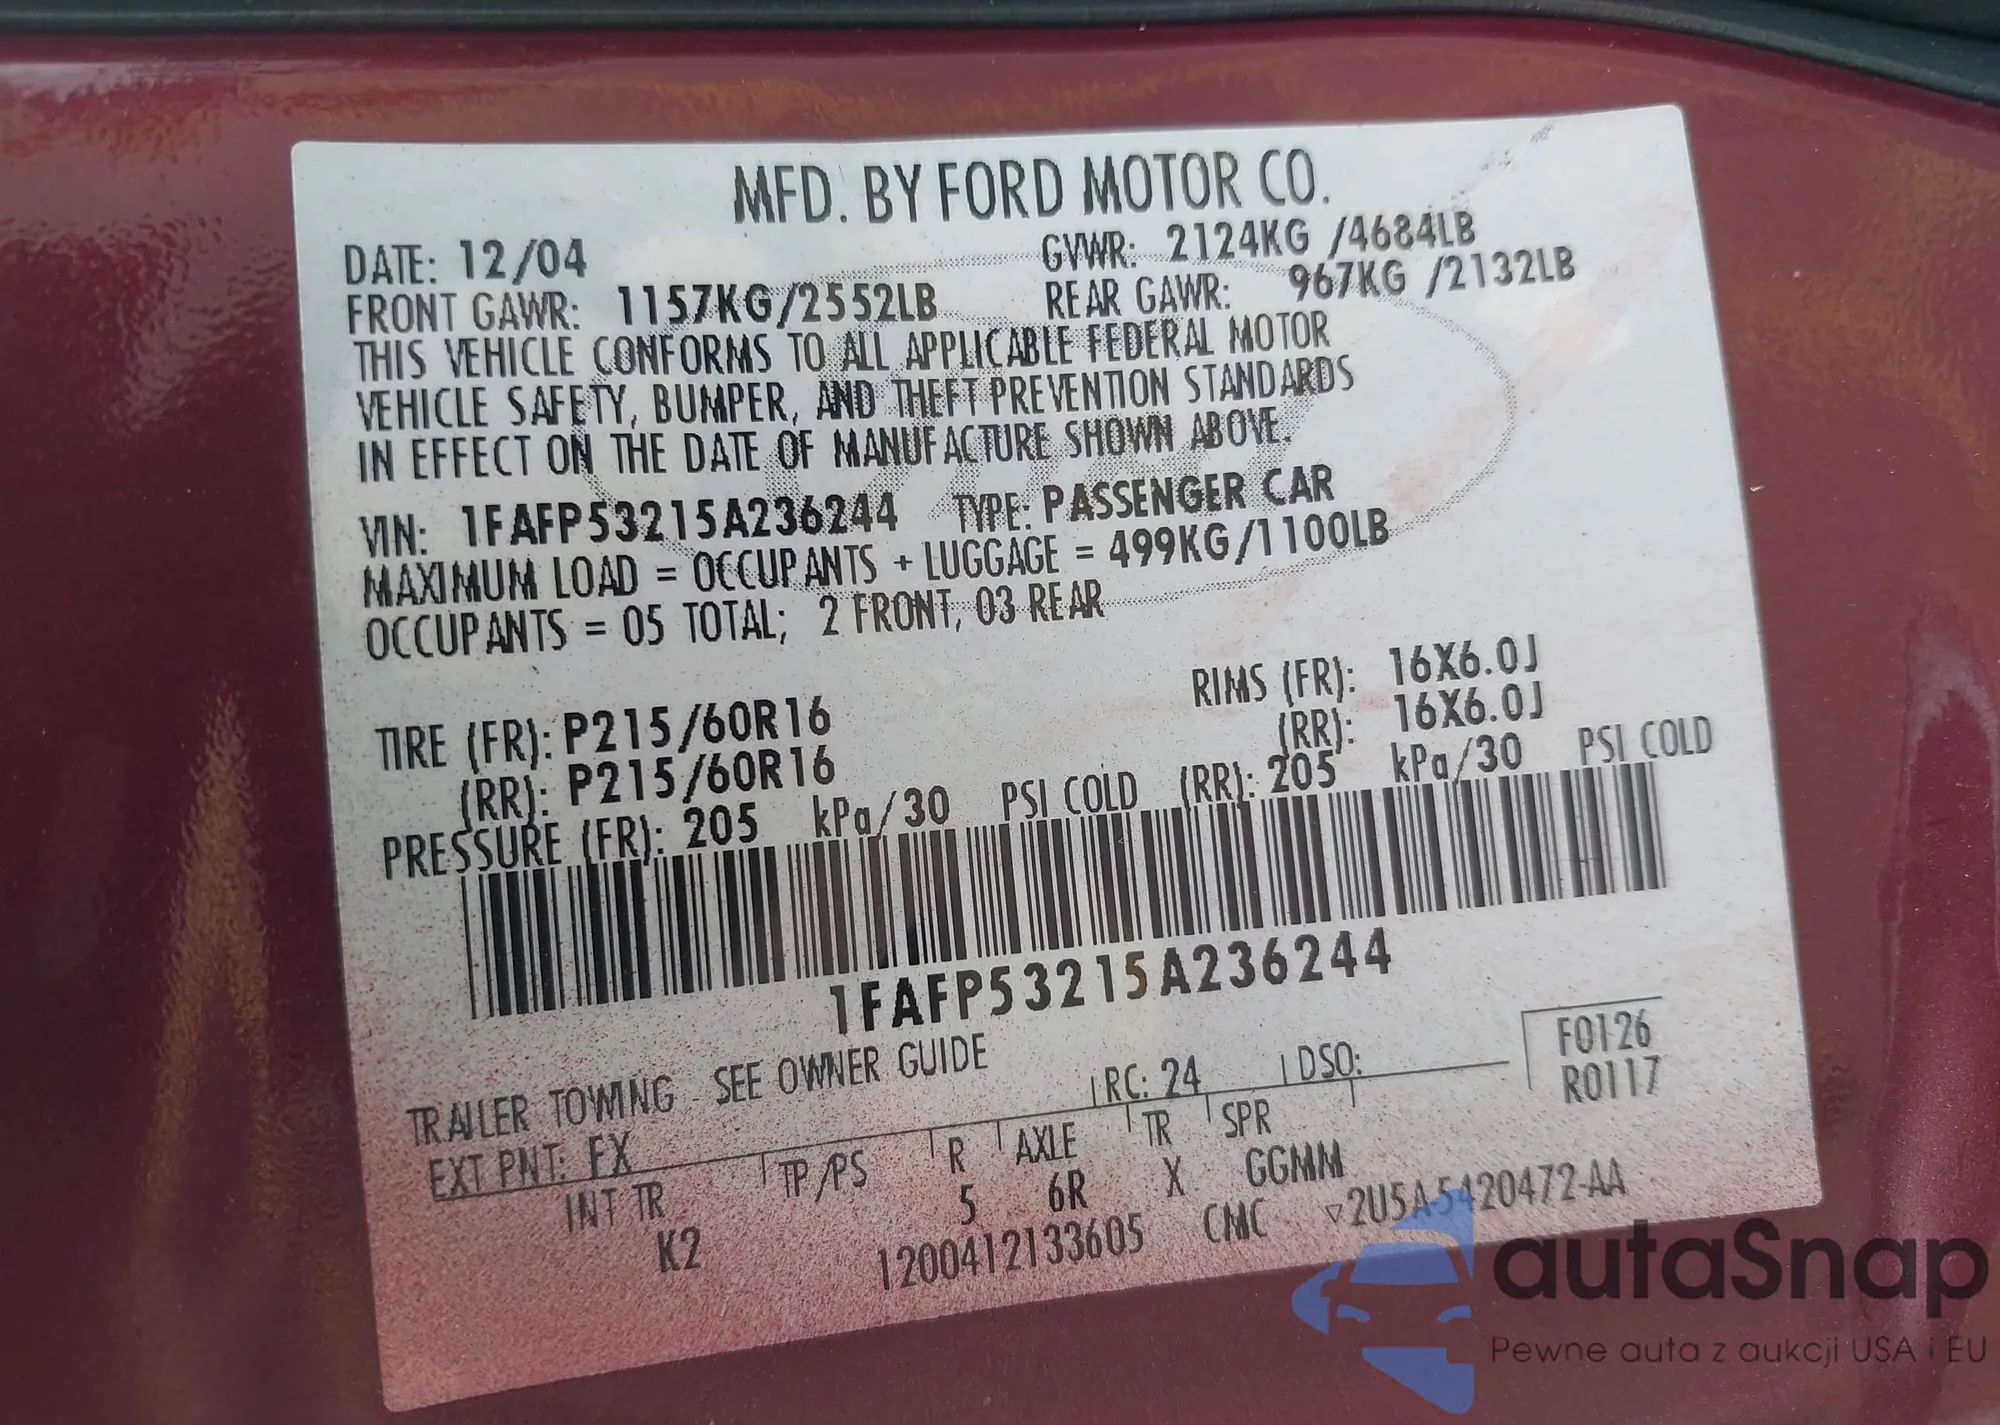 MFD. BY FORD MOTOR CO.
DATE: 12/04 GVWR: 2124KG /4684LB
FRONT GAWR: 1157KG/2552LB REAR GAWR: 967KG /2132LB
THIS VEHICLE CONFORMS TO ALL APPLICABLE FEDERAL MOTOR
VEHICLE SAFETY, BUMPER, AND THEFT PREVENTION STANDARDS
IN EFFECT ON THE DATE OF MANUFACTURE SHOWN ABOVE.
VIN: 1FAFP53215A236244 TYPE: PASSENGER CAR
MAXIMUM LOAD = OCCUPANTS + LUGGAGE = 499KG/1100LB
OCCUPANTS = 05 TOTAL; 2 FRONT, 03 REAR
TIRE (FR): P215/60R16 RIMS (FR): 16X6.0J
(RR): P215/60R16 (RR): 16X6.0J
PRESSURE (FR): 205 kPa/30 PSI COLD (RR): 205 kPa/30 PSI COLD
1FAFP53215A236244
TRAILER TOWING - SEE OWNER GUIDE RC: 24 DSO: F0126
R0117
EXT PNT: FX
INT TR TP/PS R AXLE TR SPR
K2 5 6R X GGMM
1200412133605 CMC ▽2U5A5420472-AA
autaSnap
Pewne auta z aukcji USA i EU